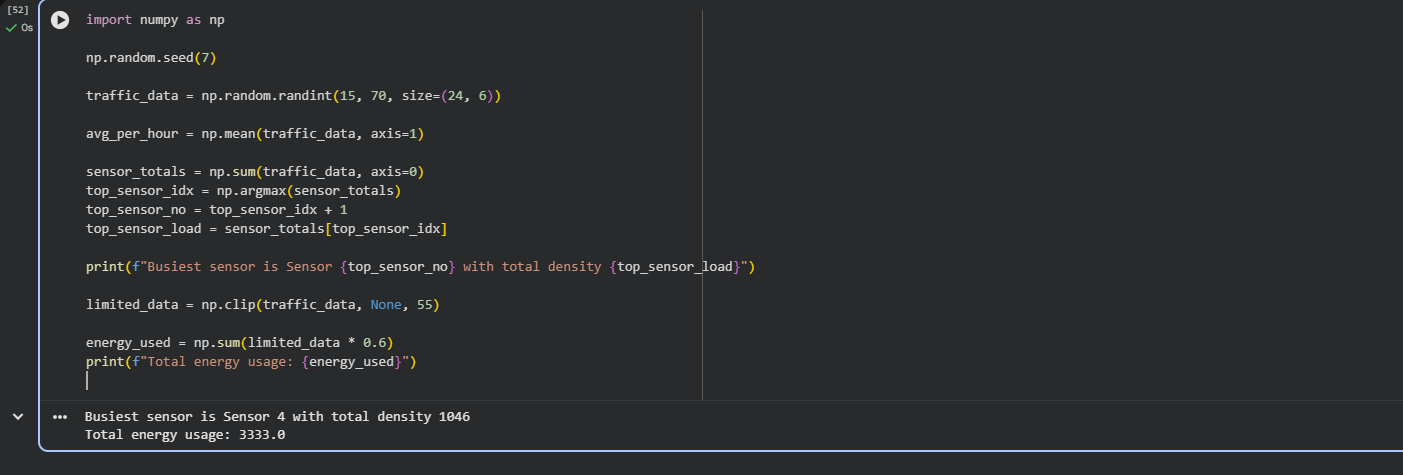 [52]
0s
import numpy as np
np.random.seed(7)
traffic_data = np.random.randint(15, 70, size=(24, 6))
avg_per_hour = np.mean(traffic_data, axis=1)
sensor_totals = np.sum(traffic_data, axis=0)
top_sensor_idx = np.argmax(sensor_totals)
top_sensor_no = top_sensor_idx + 1
top_sensor_load = sensor_totals[top_sensor_idx]
print(f"Busiest sensor is Sensor {top_sensor_no} with total density {top_sensor_load}")
limited_data = np.clip(traffic_data, None, 55)
energy_used = np.sum(limited_data * 0.6)
print(f"Total energy usage: {energy_used}")
Busiest sensor is Sensor 4 with total density 1046
Total energy usage: 3333.0